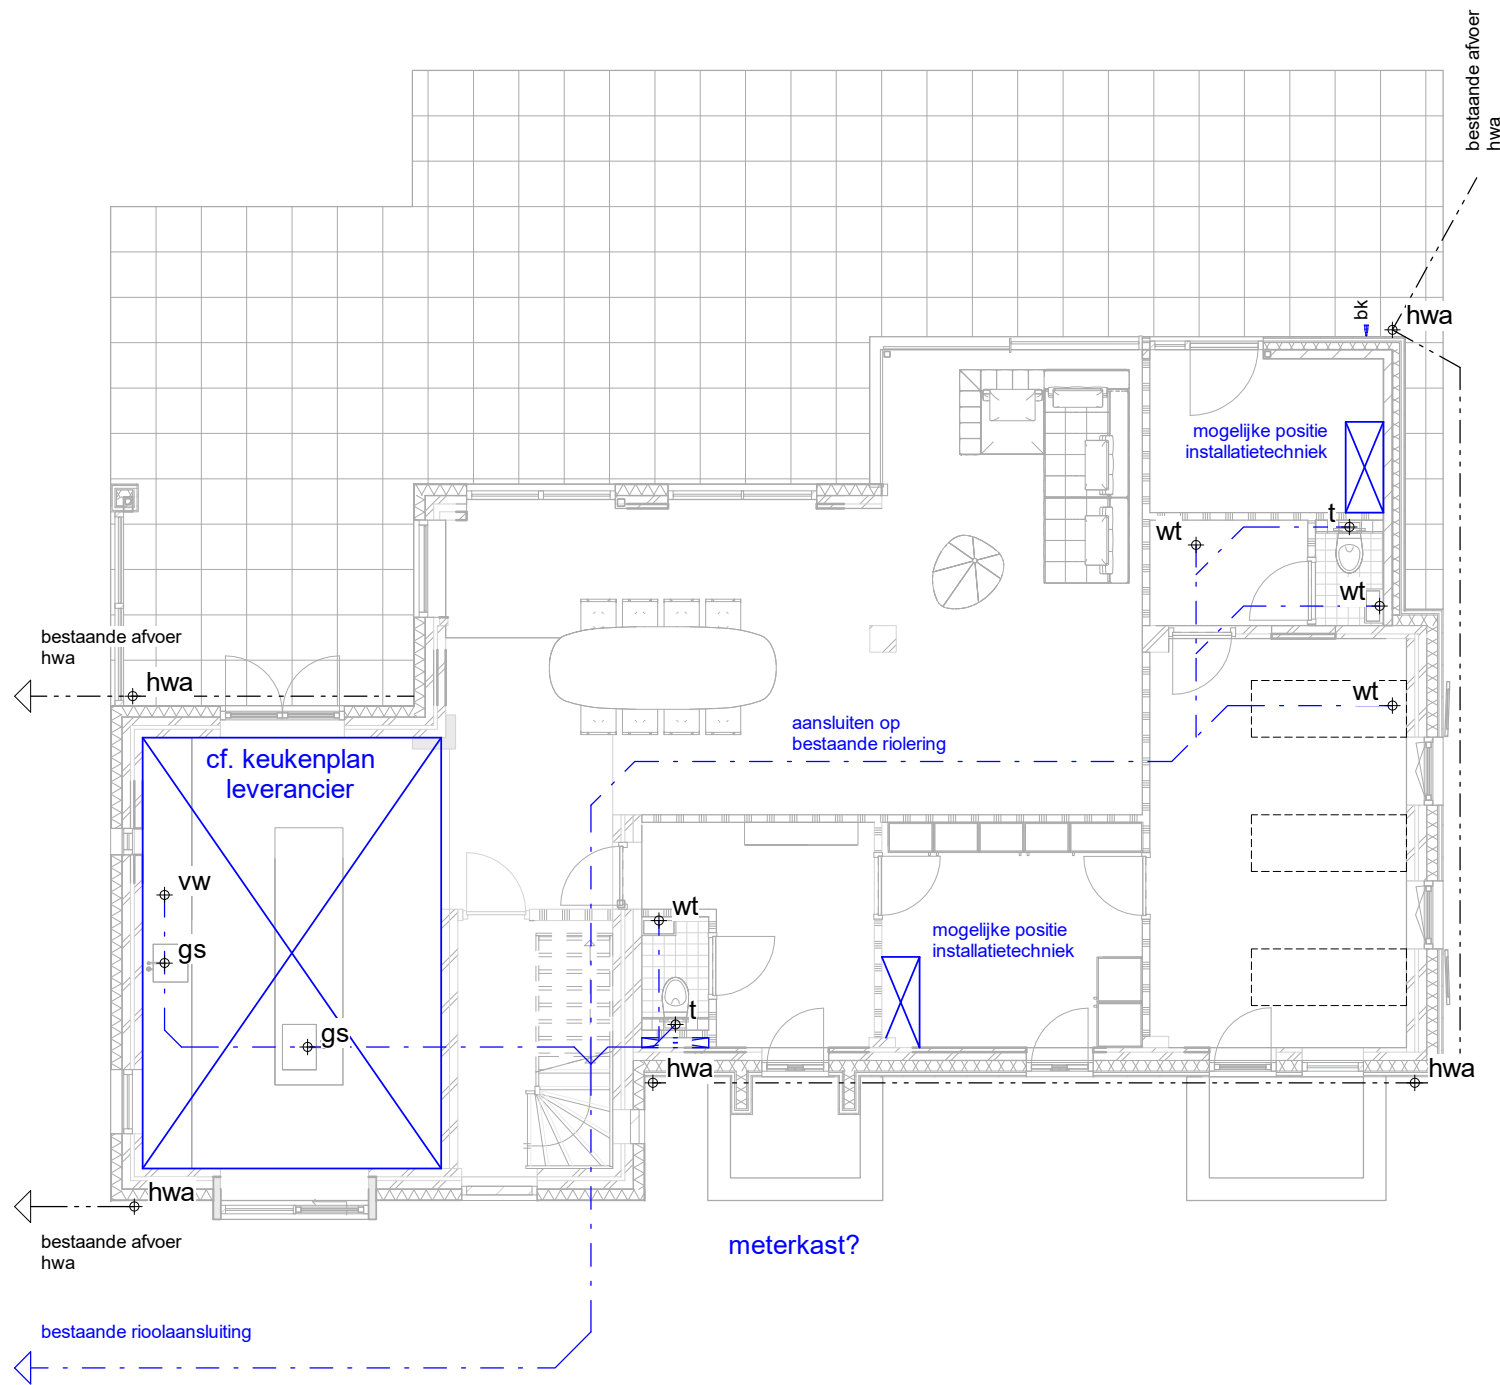 bestaande afvoer
hwa
bk
hwa
mogelijke positie
installatietechniek
t
wt
wt
bestaande afvoer
hwa
hwa
wt
aansluiten op
bestaande riolering
cf. keukenplan
leverancier
vw
wt
gs
mogelijke positie
installatietechniek
t
gs
hwa
hwa
hwa
bestaande afvoer
hwa
meterkast?
bestaande rioolaansluiting